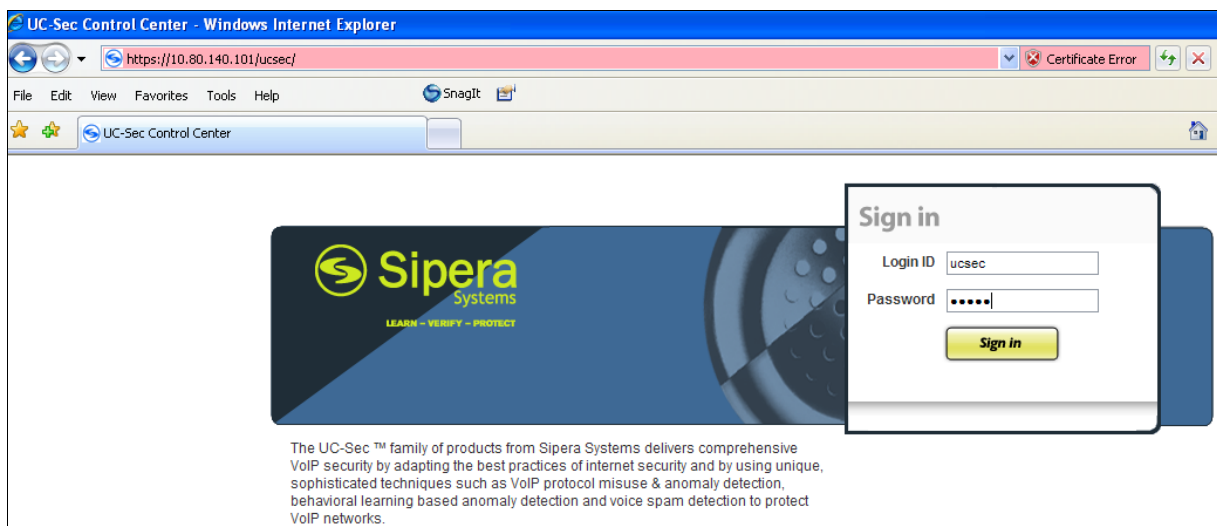 UC-Sec Control Center - Windows Internet Explorer
https://10.80.140.101/ucsec/
Certificate Error
File Edit View Favorites Tools Help
SnagIt
UC-Sec Control Center
Sign in
Login ID
ucsec
Password
•••••
Sign in
Sipera
Systems
LEARN – VERIFY – PROTECT
The UC-Sec ™ family of products from Sipera Systems delivers comprehensive
VoIP security by adapting the best practices of internet security and by using unique,
sophisticated techniques such as VoIP protocol misuse & anomaly detection,
behavioral learning based anomaly detection and voice spam detection to protect
VoIP networks.